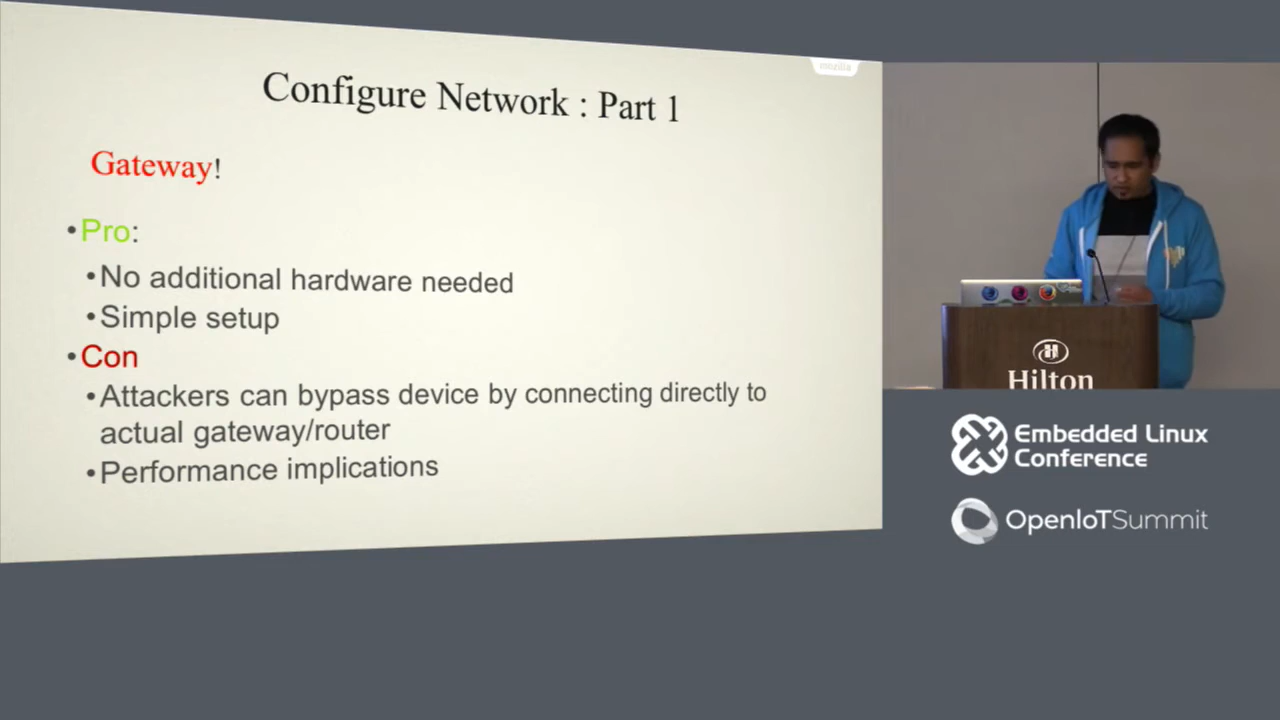 mozilla
Configure Network : Part 1
Gateway!
•Pro:
•No additional hardware needed
•Simple setup
•Con
•Attackers can bypass device by connecting directly to
actual gateway/router
•Performance implications
Hilton
Embedded Linux
Conference
OpenIoTSummit